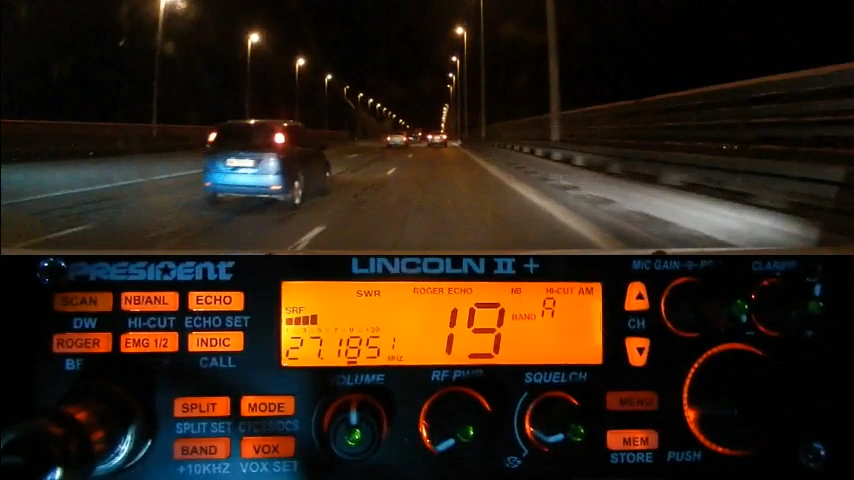 PRESIDENT
LINCOLN II +
MIC GAIN
SCAN
NB/ANL
ECHO
DW
HI-CUT
ECHO SET
ROGER
EMG 1/2
INDIC
CALL
SWR
ROGER ECHO
NB
HI-CUT AM
SRF
19
BAND
A
27.1851
MHz
CH
VOLUME
RF PWR
SQUELCH
SPLIT
MODE
SPLIT SET
CTCSS/DCS
BAND
VOX
+10KHZ
VOX SET
MENU
MEM
STORE
PUSH